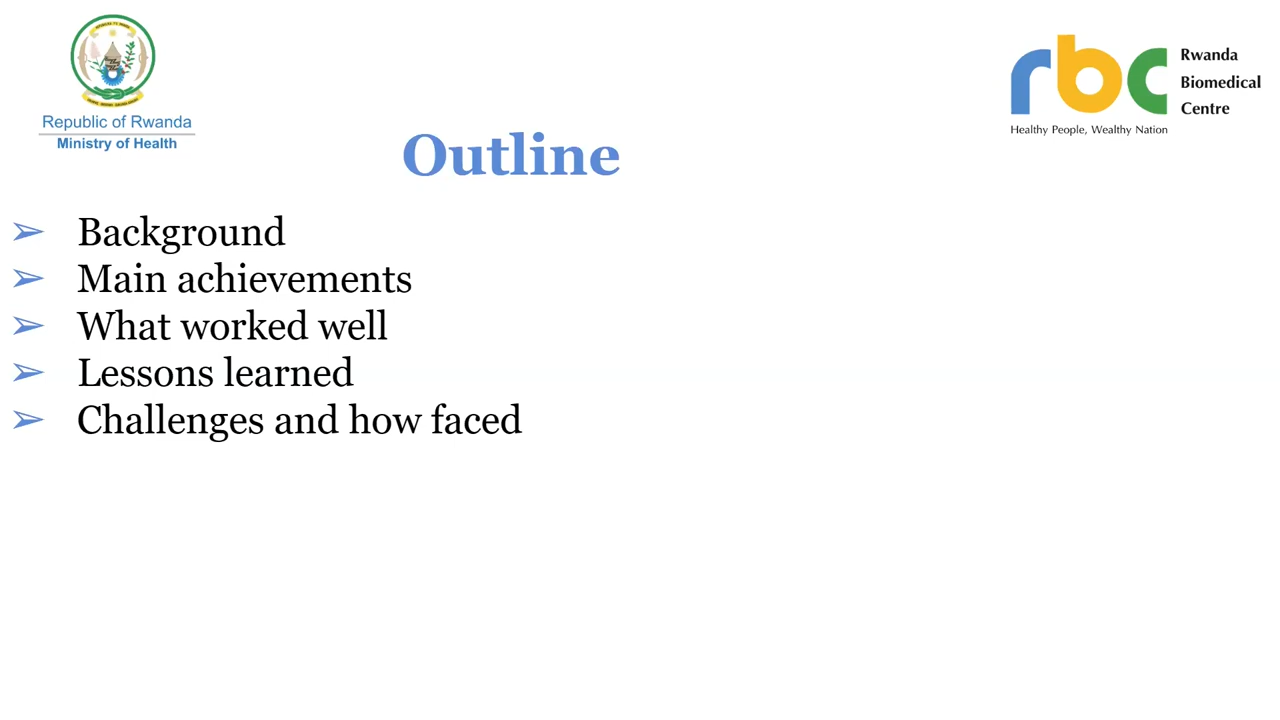 Republic of Rwanda
Ministry of Health
rbc
Rwanda
Biomedical
Centre
Healthy People, Wealthy Nation
Outline
➢ Background
➢ Main achievements
➢ What worked well
➢ Lessons learned
➢ Challenges and how faced